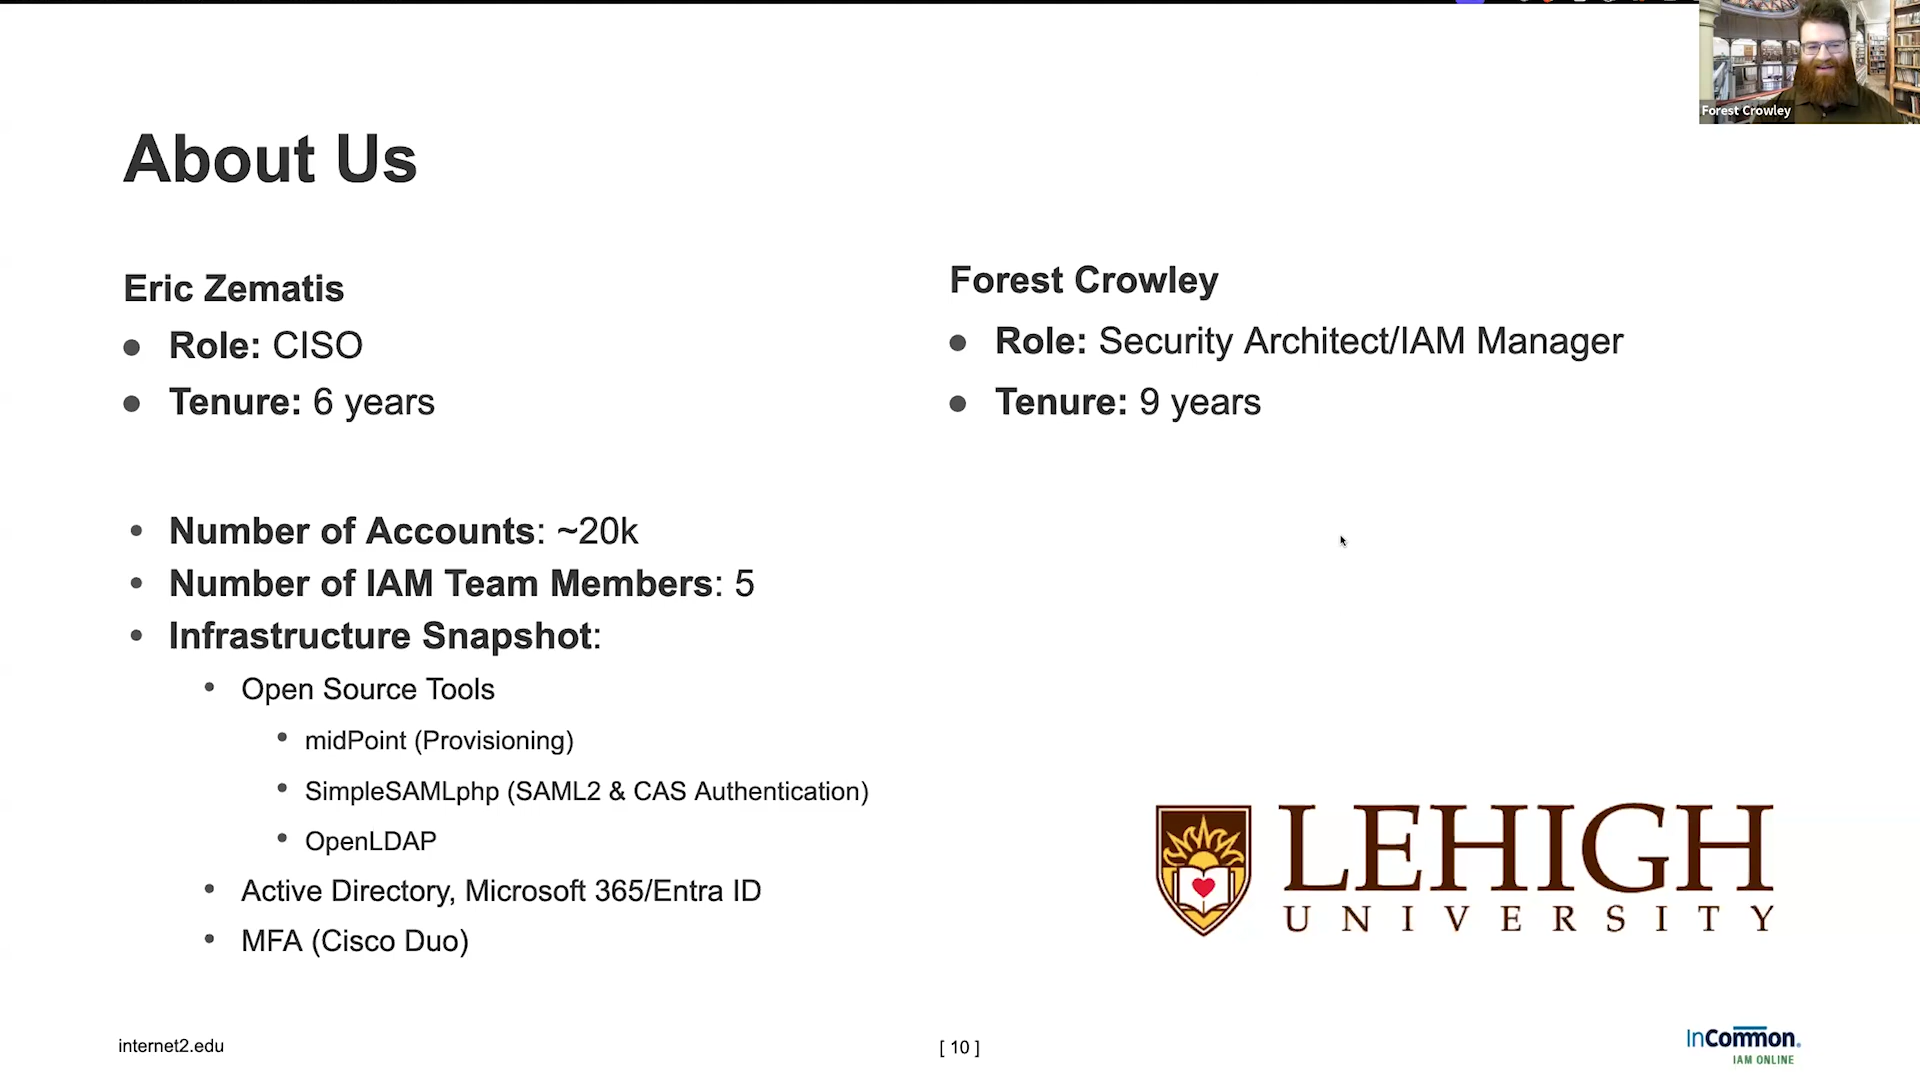 Forest Crowley
About Us
Eric Zematis
● Role: CISO
● Tenure: 6 years
Forest Crowley
● Role: Security Architect/IAM Manager
● Tenure: 9 years
• Number of Accounts: ~20k
• Number of IAM Team Members: 5
• Infrastructure Snapshot:
• Open Source Tools
• midPoint (Provisioning)
• SimpleSAMLphp (SAML2 & CAS Authentication)
• OpenLDAP
• Active Directory, Microsoft 365/Entra ID
• MFA (Cisco Duo)
LEHIGH
UNIVERSITY
internet2.edu
[ 10 ]
InCommon.
IAM ONLINE